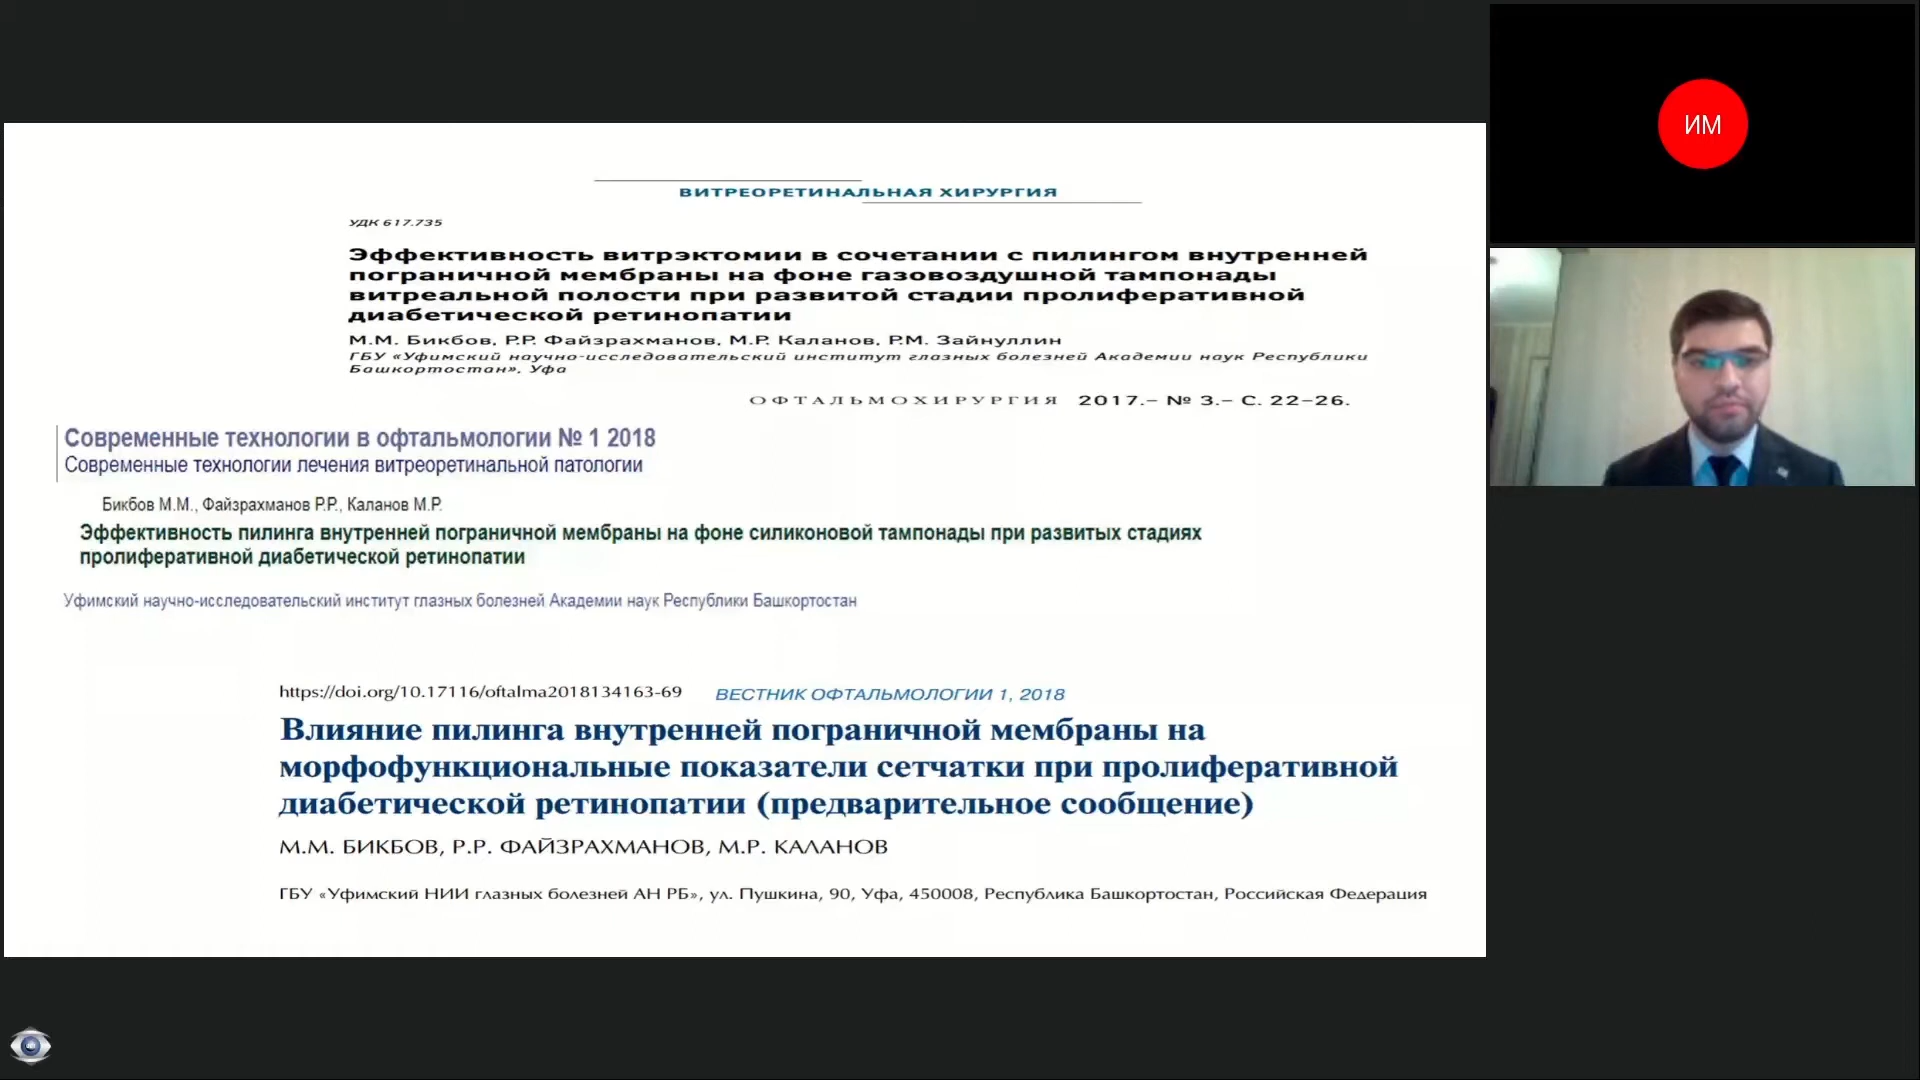 ВИТРЕОРЕТИНАЛЬНАЯ ХИРУРГИЯ
УДК 617.735
Эффективность витрэктомии в сочетании с пилингом внутренней
пограничной мембраны на фоне газовоздушной тампонады
витреальной полости при развитой стадии пролиферативной
диабетической ретинопатии
М.М. Бикбов, Р.Р. Файзрахманов, М.Р. Каланов, Р.М. Зайнуллин
ГБУ «Уфимский научно-исследовательский институт глазных болезней Академии наук Республики
Башкортостан», Уфа
ОФТАЛЬМОХИРУРГИЯ 2017.– № 3.– С. 22–26.
Современные технологии в офтальмологии № 1 2018
Современные технологии лечения витреоретинальной патологии
Бикбов М.М., Файзрахманов Р.Р., Каланов М.Р.
Эффективность пилинга внутренней пограничной мембраны на фоне силиконовой тампонады при развитых стадиях
пролиферативной диабетической ретинопатии
Уфимский научно-исследовательский институт глазных болезней Академии наук Республики Башкортостан
https://doi.org/10.17116/oftalma2018134163-69 ВЕСТНИК ОФТАЛЬМОЛОГИИ 1, 2018
Влияние пилинга внутренней пограничной мембраны на
морфофункциональные показатели сетчатки при пролиферативной
диабетической ретинопатии (предварительное сообщение)
М.М. БИКБОВ, Р.Р. ФАЙЗРАХМАНОВ, М.Р. КАЛАНОВ
ГБУ «Уфимский НИИ глазных болезней АН РБ», ул. Пушкина, 90, Уфа, 450008, Республика Башкортостан, Российская Федерация
ИМ